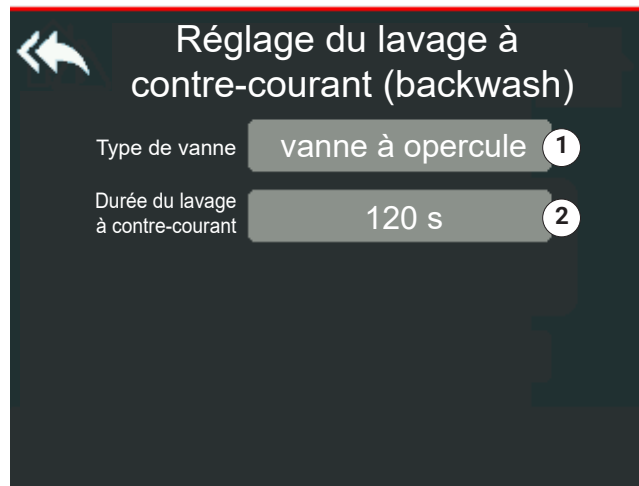 Réglage du lavage à
contre-courant (backwash)
Type de vanne
vanne à opercule
1
Durée du lavage
à contre-courant
120 s
2